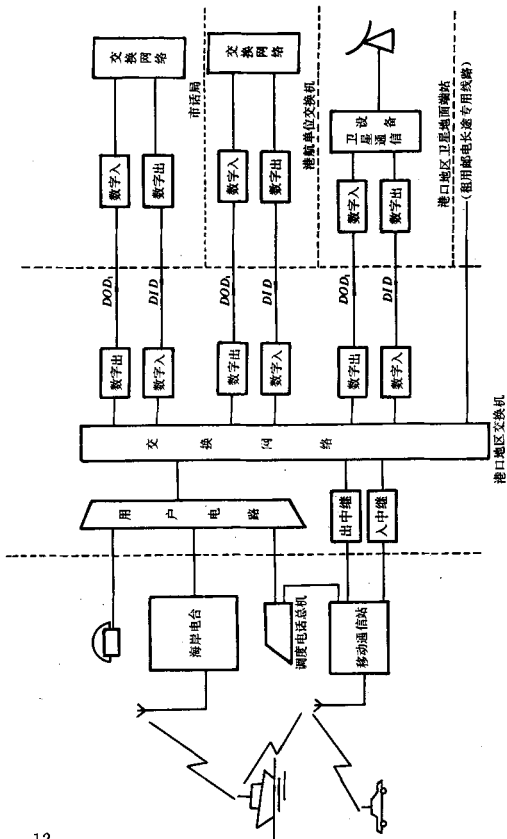 交换网络
交换网络
市话局
港航单位交换机
卫星通信设备
港口地区卫星地面端站
(租用邮电长途专用线路)
数字入
数字出
数字入
数字出
数字入
数字出
DOD₁
DID
DOD₁
DID
DOD₁
DID
数字出
数字入
数字出
数字入
数字出
数字入
交换网络
港口地区交换机
用户电路
出中继
入中继
海岸电台
调度电话总机
移动通信站
12